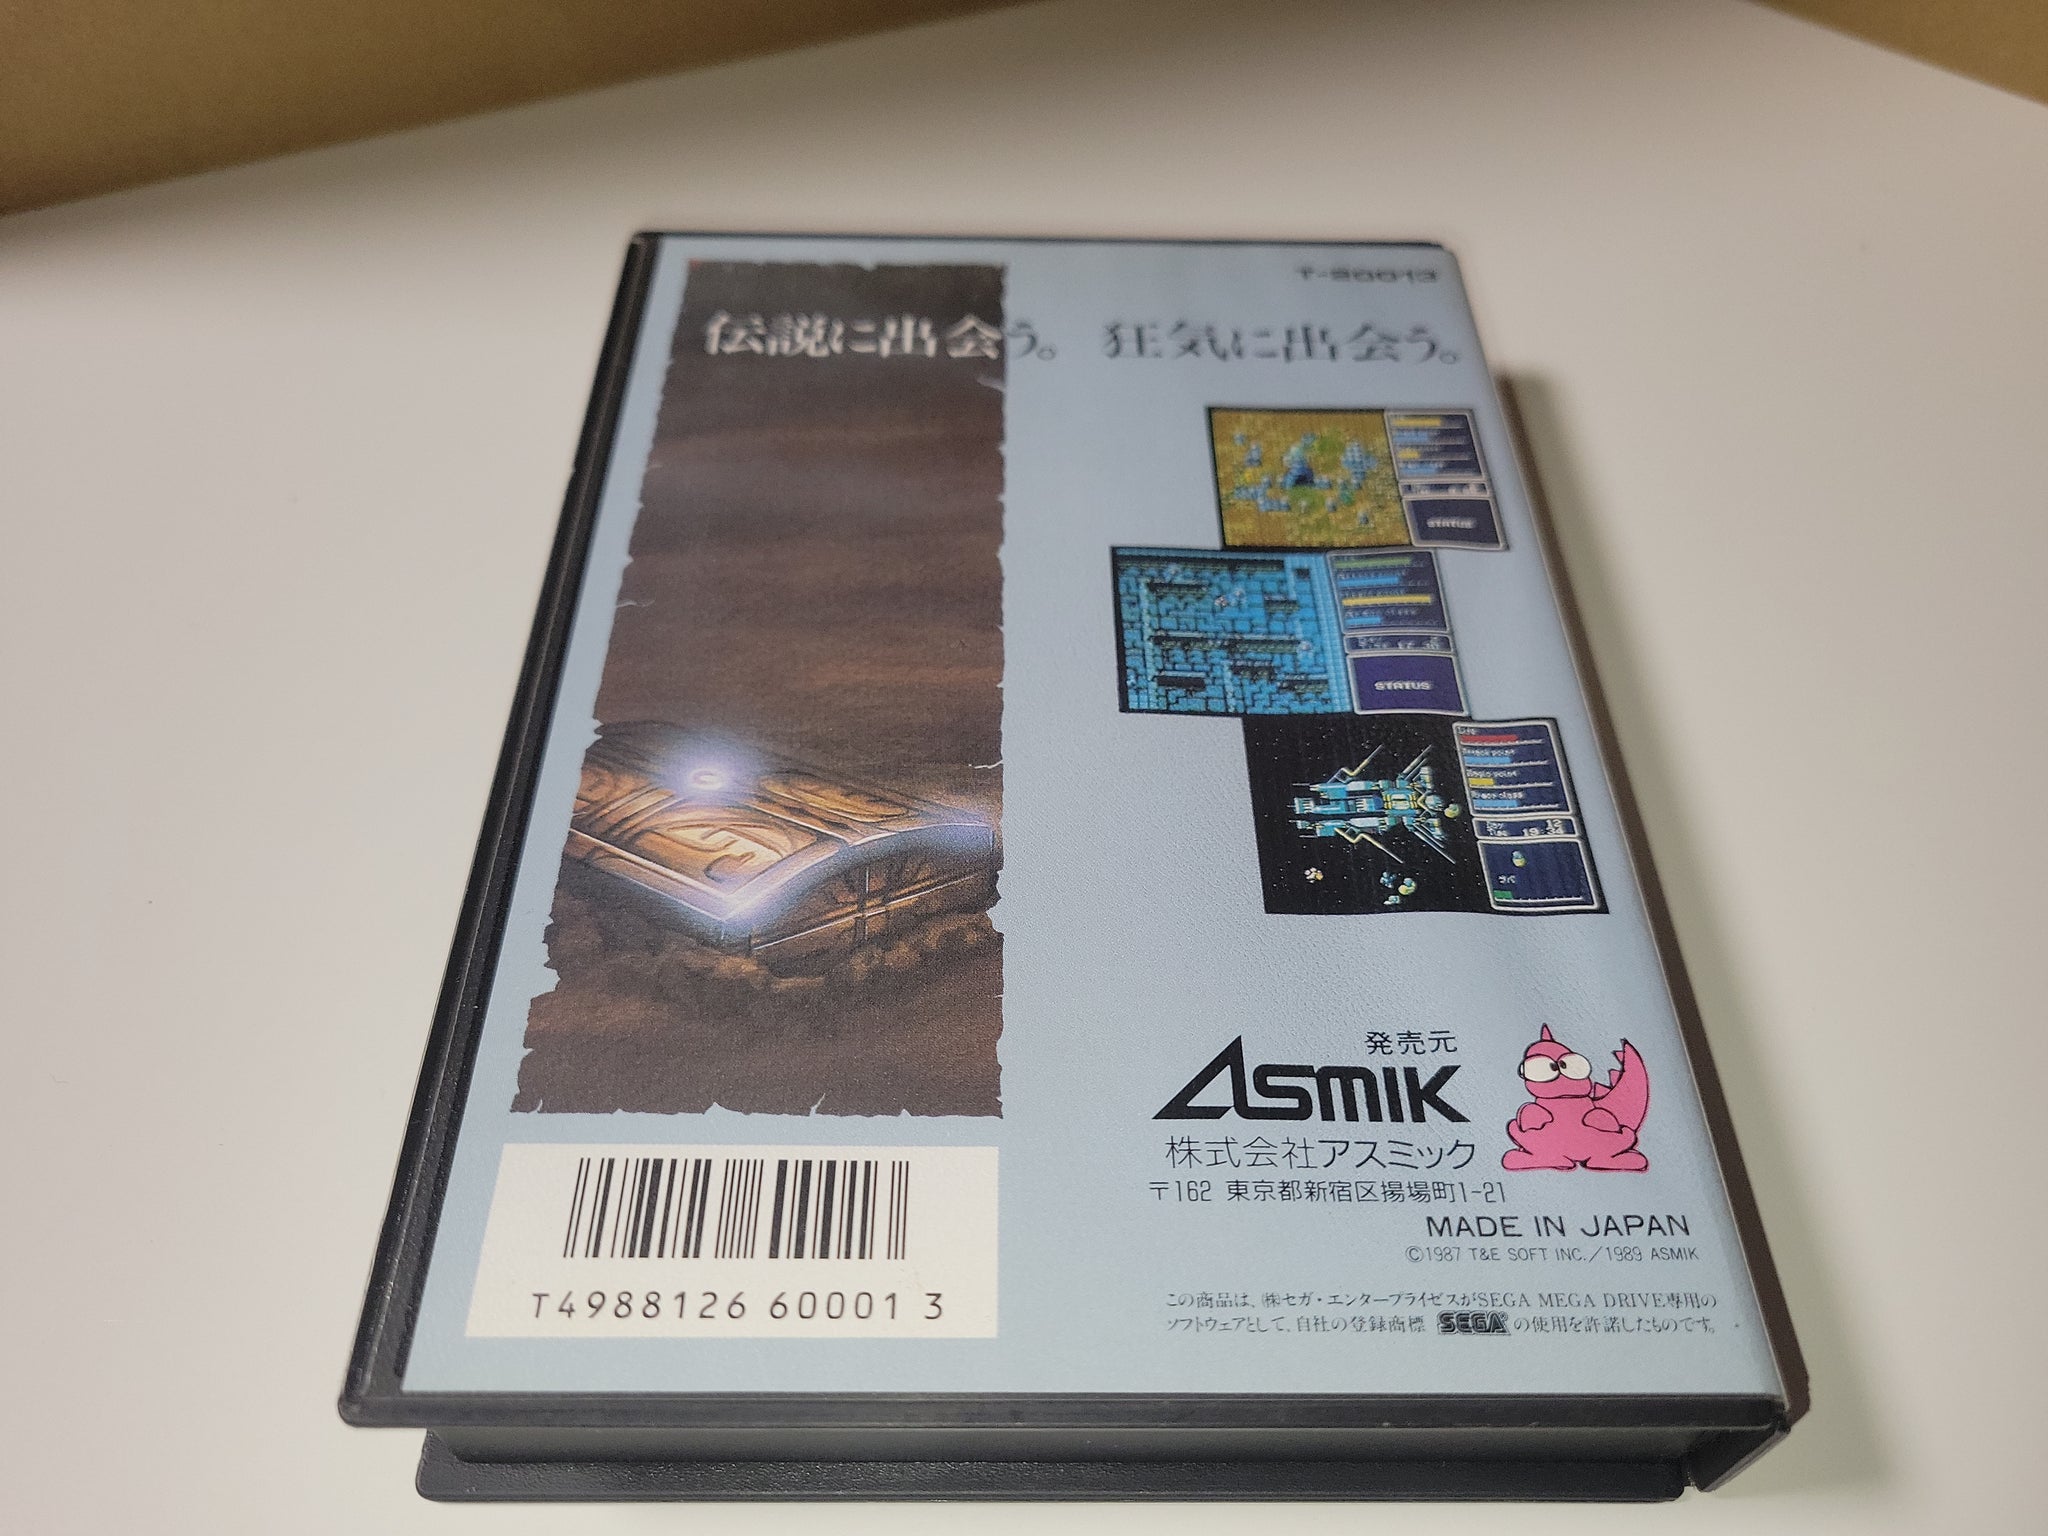 伝説に出会う。 狂気に出会う。
STATUS
STATUS
Life
Magic point
Day 12
発売元
ASMIK
株式会社アスミック
〒162 東京都新宿区揚場町1-21
MADE IN JAPAN
©1987 T&E SOFT INC./1989 ASMIK
この商品は、㈱セガ・エンタープライゼスがSEGA MEGA DRIVE専用の
ソフトウェアとして、自社の登録商標 SEGA の使用を許諾したものです。
T4988126 60001 3